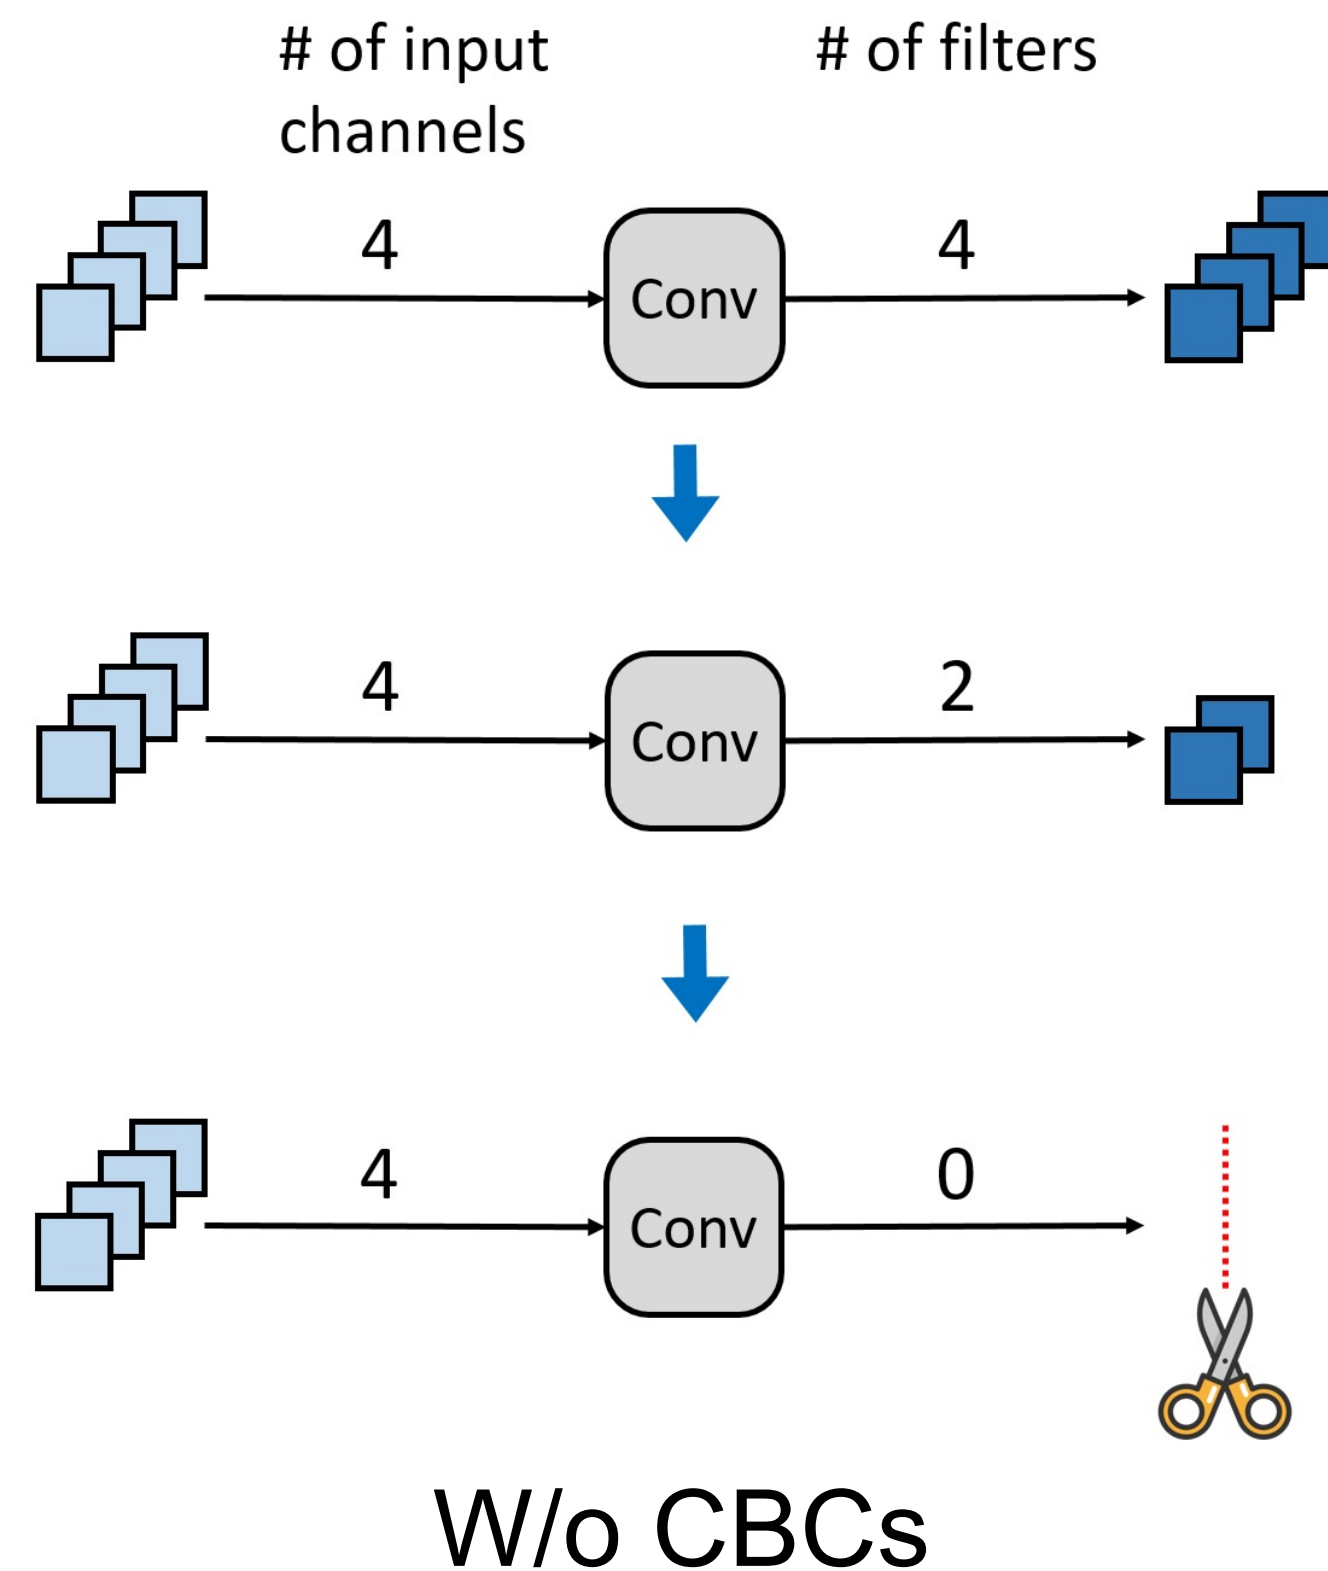 # of input
channels
# of filters
4
Conv
4
4
Conv
2
4
Conv
0
W/o CBCs